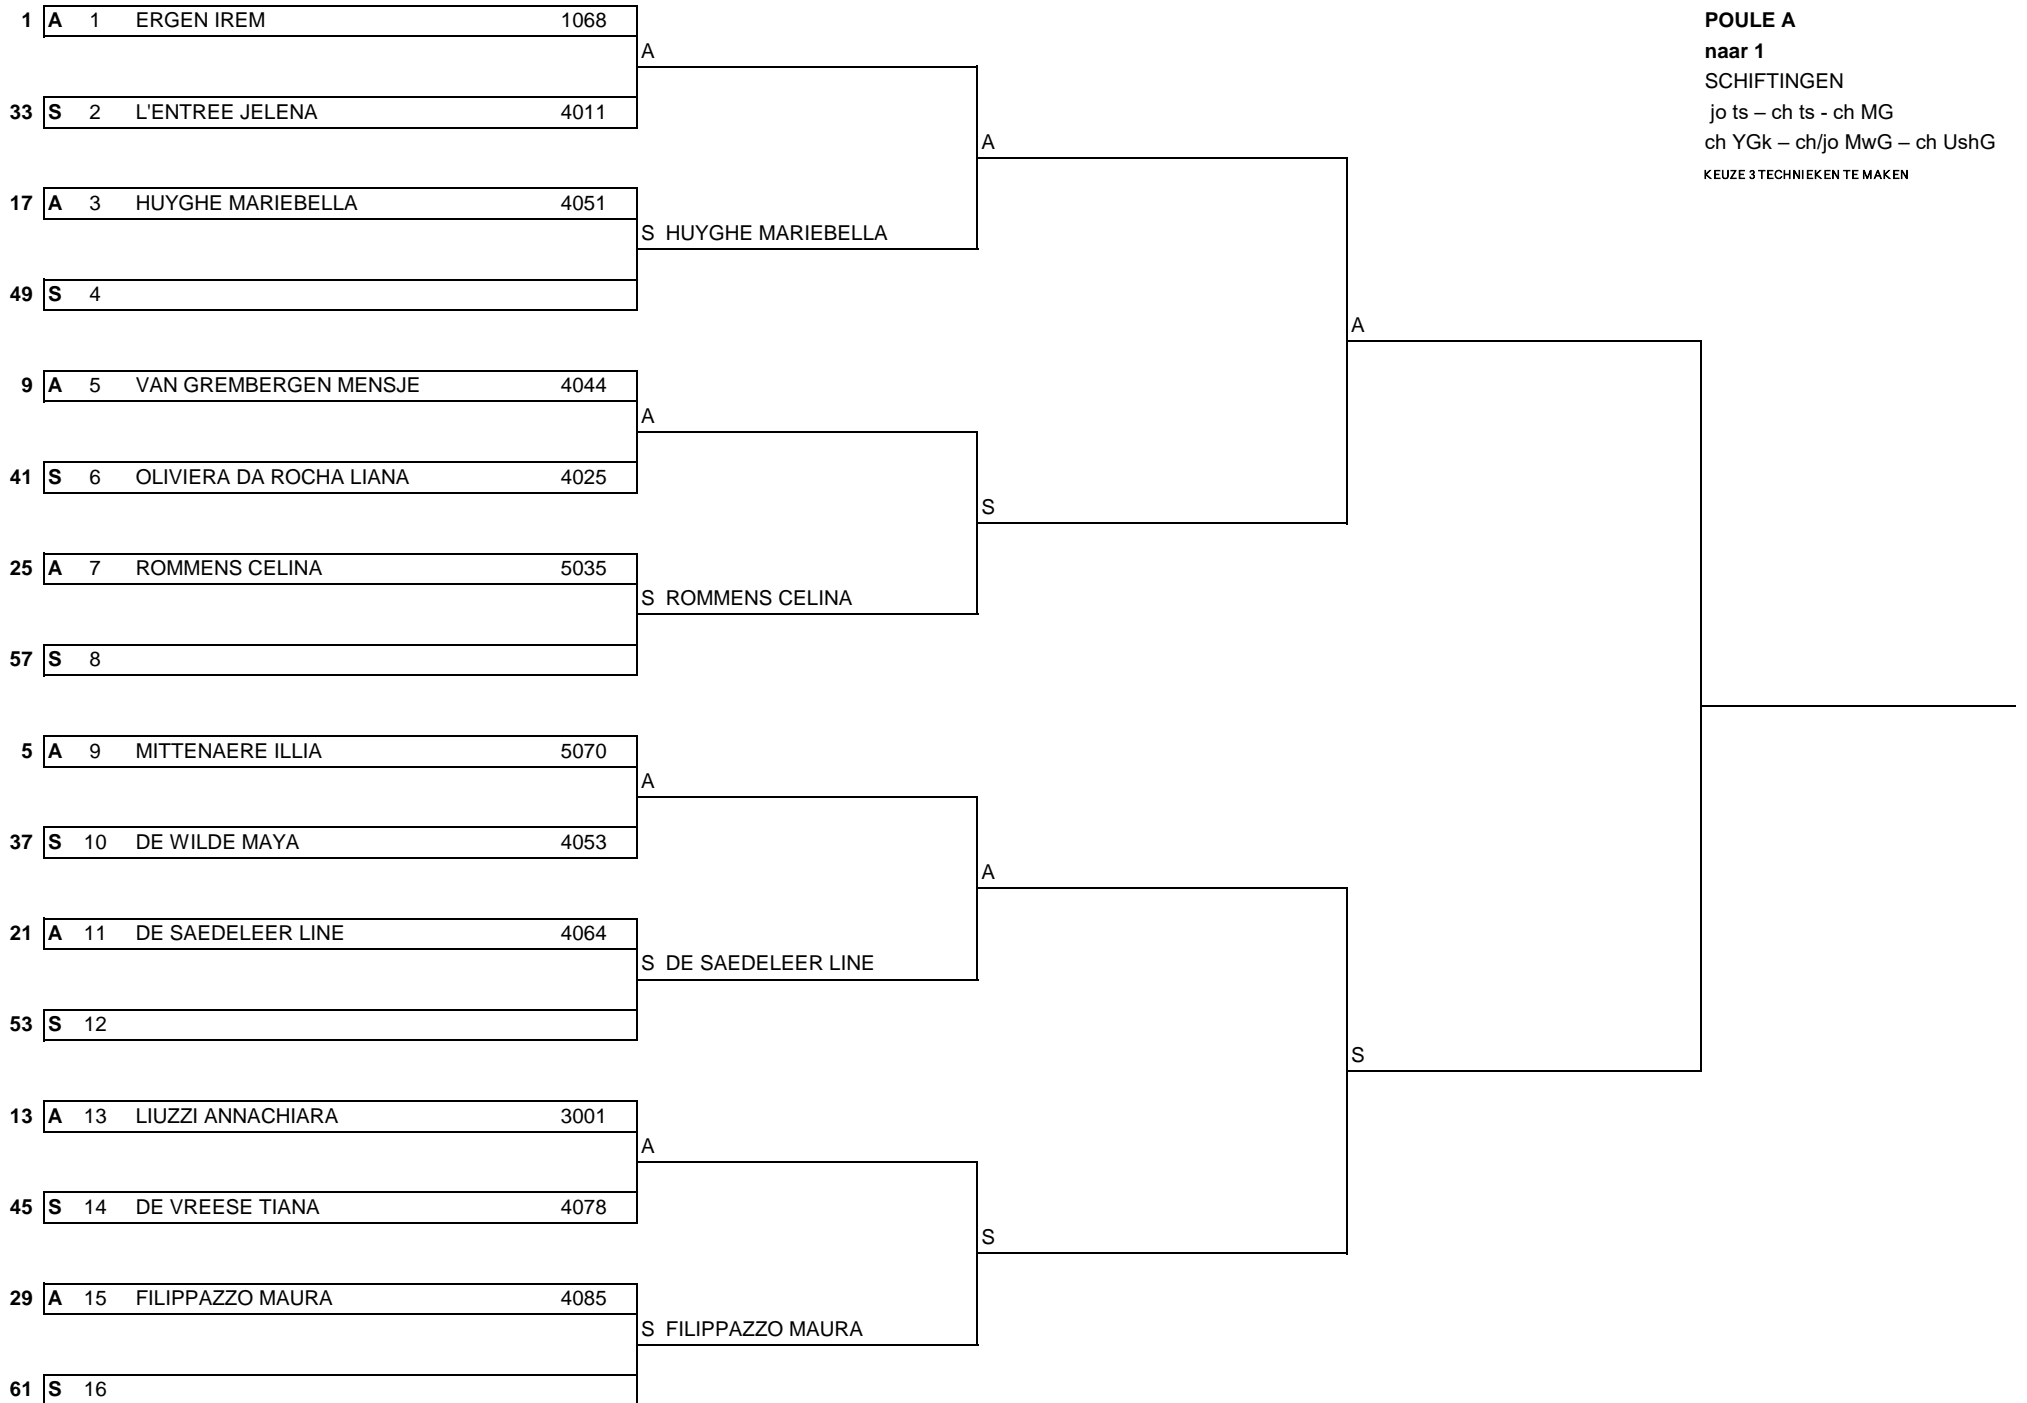 1 A 1 ERGEN IREM 1068
A
33 S 2 L'ENTREE JELENA 4011
A
17 A 3 HUYGHE MARIEBELLA 4051
S HUYGHE MARIEBELLA
49 S 4
A
9 A 5 VAN GREMBERGEN MENSJE 4044
A
41 S 6 OLIVIERA DA ROCHA LIANA 4025
S
25 A 7 ROMMENS CELINA 5035
S ROMMENS CELINA
57 S 8
5 A 9 MITTENAERE ILLIA 5070
A
37 S 10 DE WILDE MAYA 4053
A
21 A 11 DE SAEDELEER LINE 4064
S DE SAEDELEER LINE
53 S 12
S
13 A 13 LIUZZI ANNACHIARA 3001
A
45 S 14 DE VREESE TIANA 4078
S
29 A 15 FILIPPAZZO MAURA 4085
S FILIPPAZZO MAURA
61 S 16
POULE A
naar 1
SCHIFTINGEN
jo ts – ch ts - ch MG
ch YGk – ch/jo MwG – ch UshG
KEUZE 3 TECHNIEKEN TE MAKEN